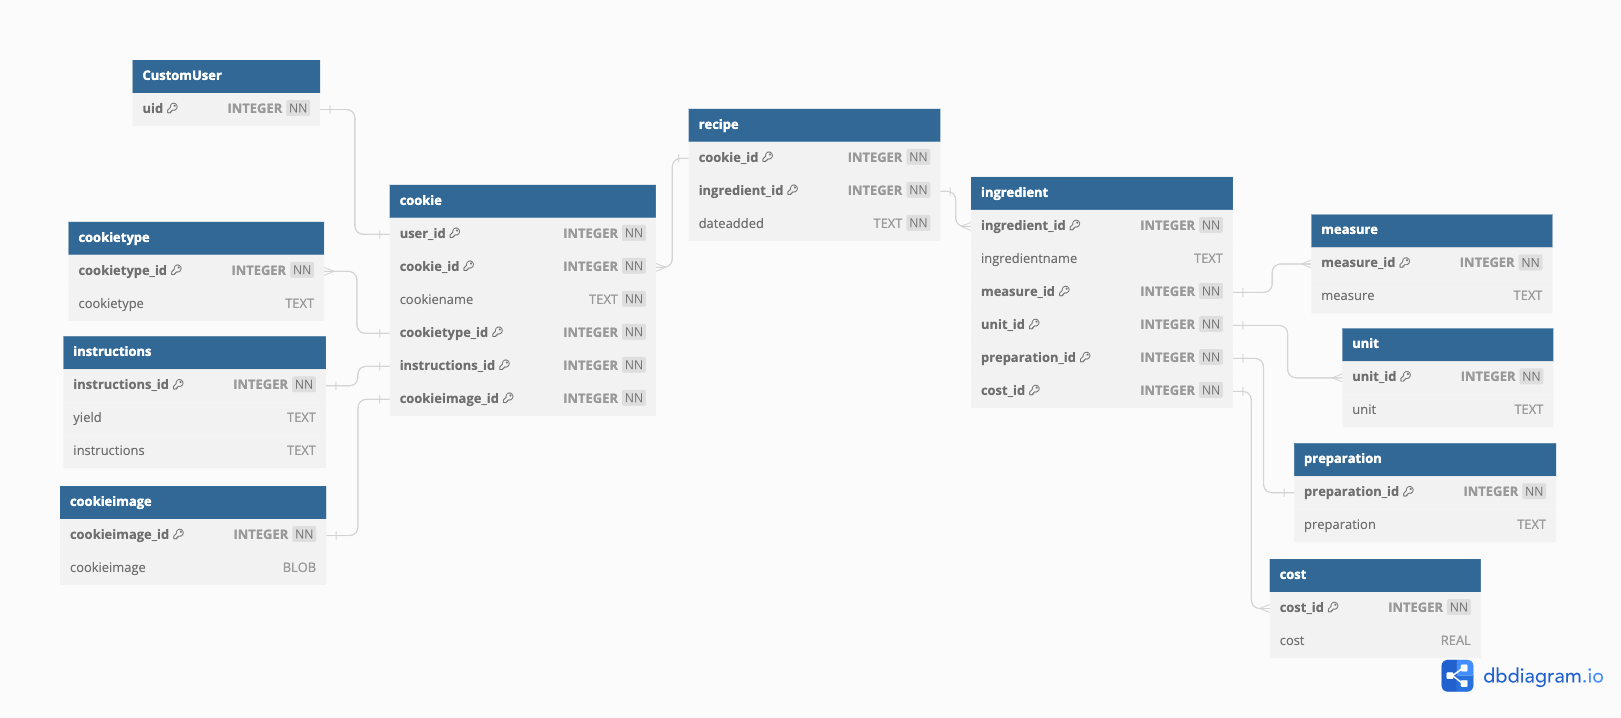 CustomUser
uid INTEGER NN
cookietype
cookietype_id INTEGER NN
cookietype TEXT
instructions
instructions_id INTEGER NN
yield TEXT
instructions TEXT
cookieimage
cookieimage_id INTEGER NN
cookieimage BLOB
cookie
user_id INTEGER NN
cookie_id INTEGER NN
cookiename TEXT NN
cookietype_id INTEGER NN
instructions_id INTEGER NN
cookieimage_id INTEGER NN
recipe
cookie_id INTEGER NN
ingredient_id INTEGER NN
dateadded TEXT NN
ingredient
ingredient_id INTEGER NN
ingredientname TEXT
measure_id INTEGER NN
unit_id INTEGER NN
preparation_id INTEGER NN
cost_id INTEGER NN
measure
measure_id INTEGER NN
measure TEXT
unit
unit_id INTEGER NN
unit TEXT
preparation
preparation_id INTEGER NN
preparation TEXT
cost
cost_id INTEGER NN
cost REAL
dbdiagram.io